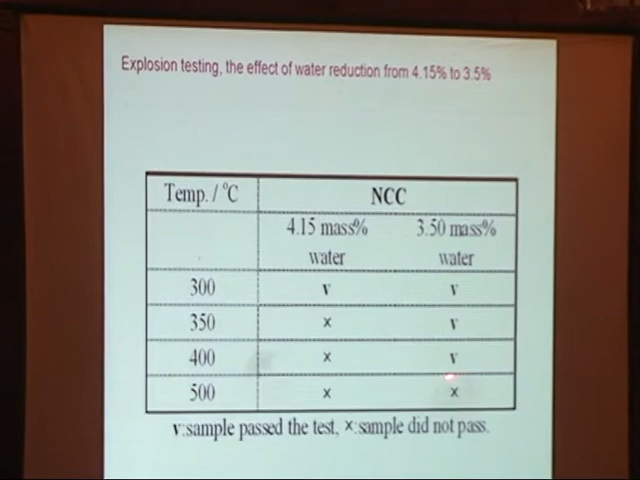 Explosion testing, the effect of water reduction from 4.15% to 3.5%
Temp. / °C NCC
4.15 mass% 3.50 mass%
water water
300 v v
350 x v
400 x v
500 x x
v:sample passed the test, x:sample did not pass.